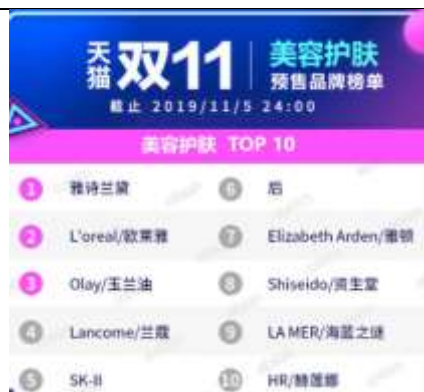 天猫 双11 美容护肤
预售品牌榜单
截止 2019/11/5 24:00
美容护肤 TOP 10
1 雅诗兰黛
2 L'oreal/欧莱雅
3 Olay/玉兰油
4 Lancome/兰蔻
5 SK-II
6 后
7 Elizabeth Arden/雅顿
8 Shiseido/资生堂
9 LA MER/海蓝之谜
10 HR/赫莲娜